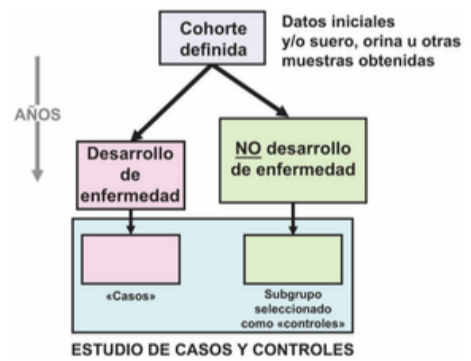 Cohorte
definida
Datos iniciales
y/o suero, orina u otras
muestras obtenidas
AÑOS
Desarrollo
de
enfermedad
NO desarrollo
de enfermedad
«Casos»
Subgrupo
seleccionado
como «controles»
ESTUDIO DE CASOS Y CONTROLES